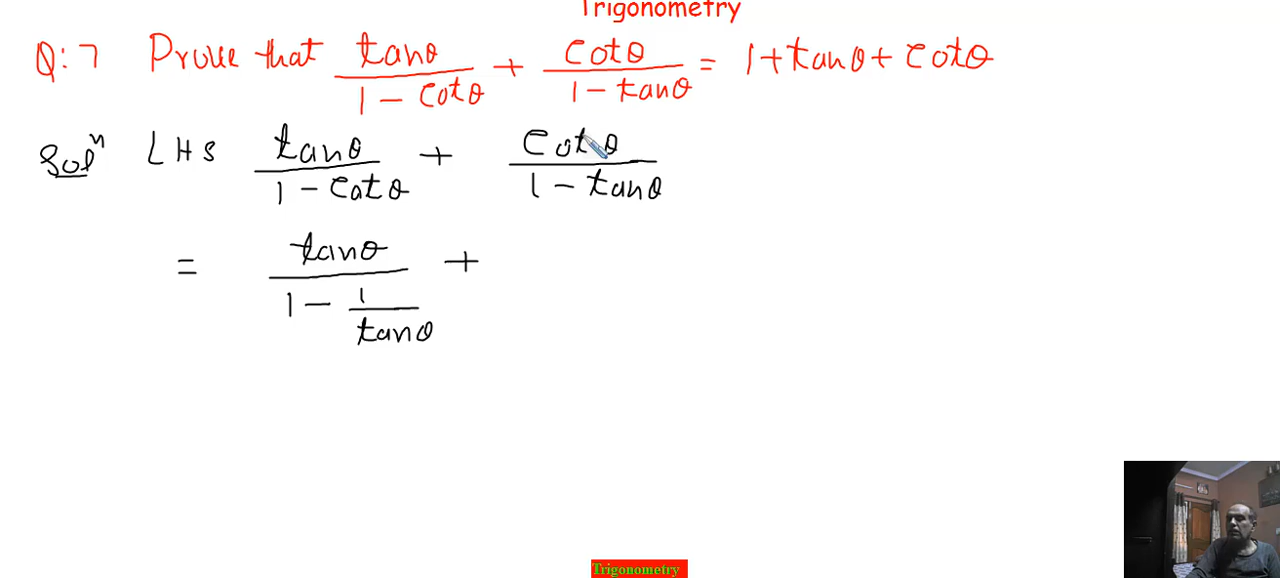 Trigonometry
Q:7 Prove that tanθ/(1 - cotθ) + cotθ/(1 - tanθ) = 1+tanθ+cotθ
Solⁿ LHS tanθ/(1 - cotθ) + cotθ/(1 - tanθ)
= tanθ/(1 - 1/tanθ) +
Trigonometry